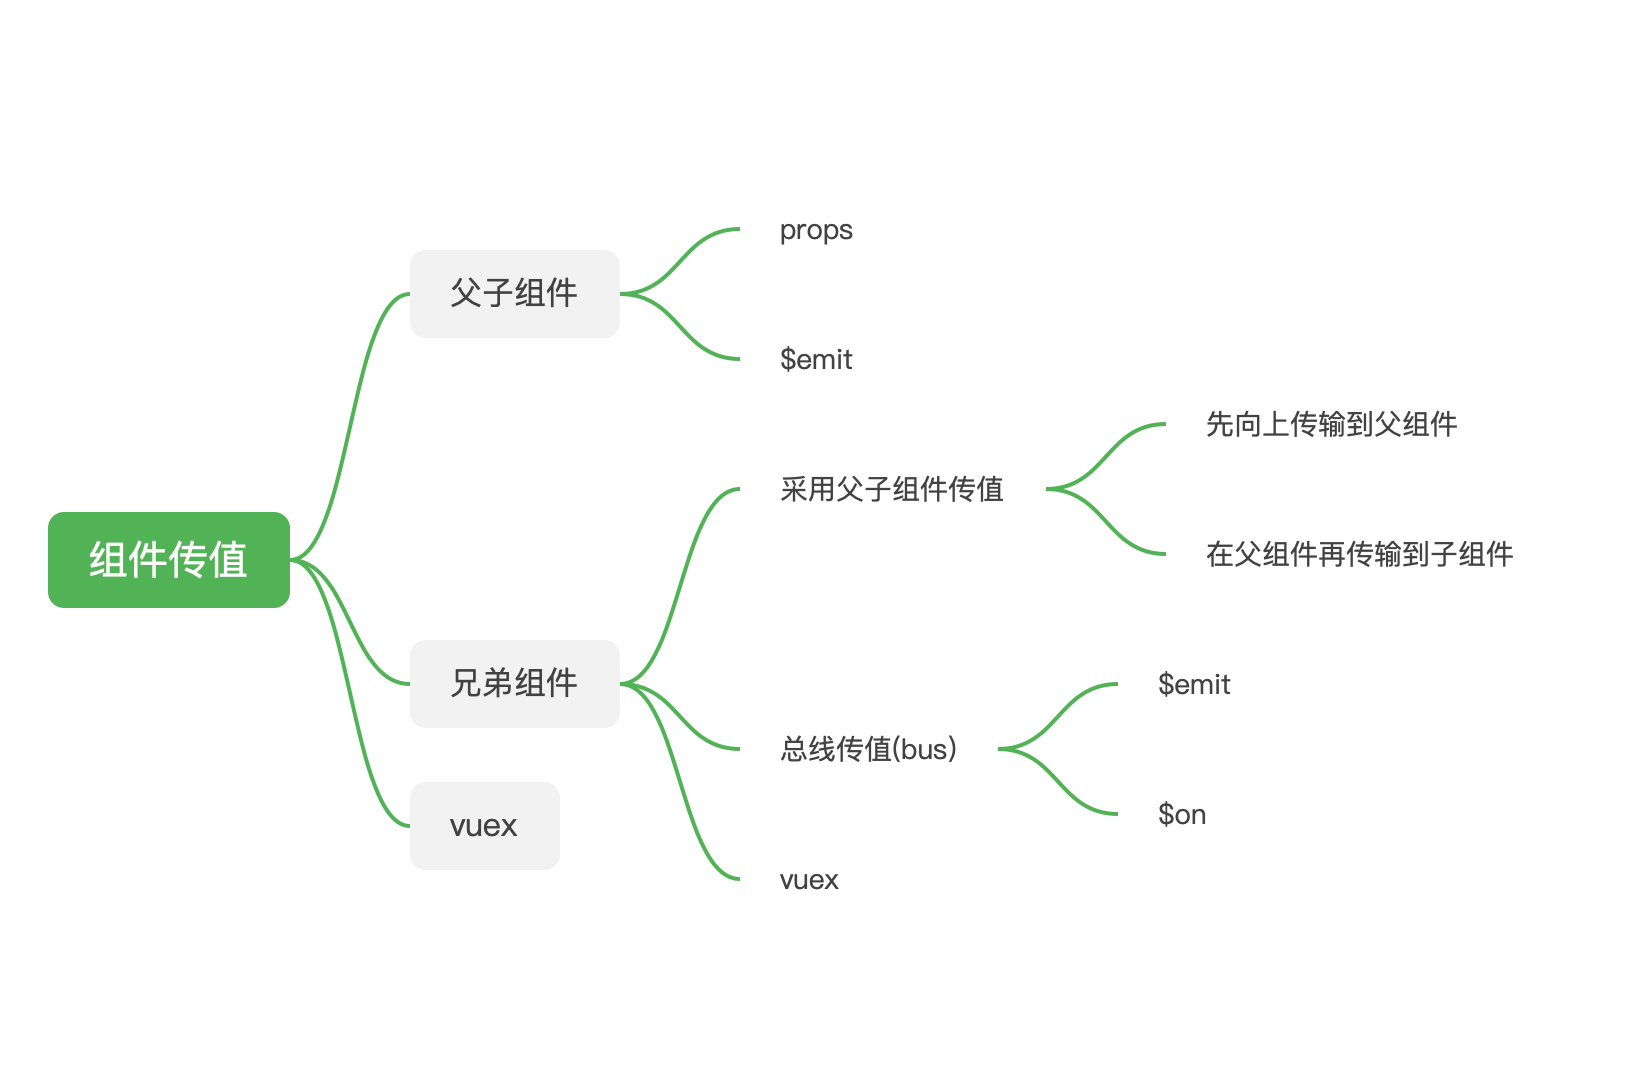 组件传值
父子组件
props
$emit
兄弟组件
采用父子组件传值
先向上传输到父组件
在父组件再传输到子组件
总线传值(bus)
$emit
$on
vuex
vuex